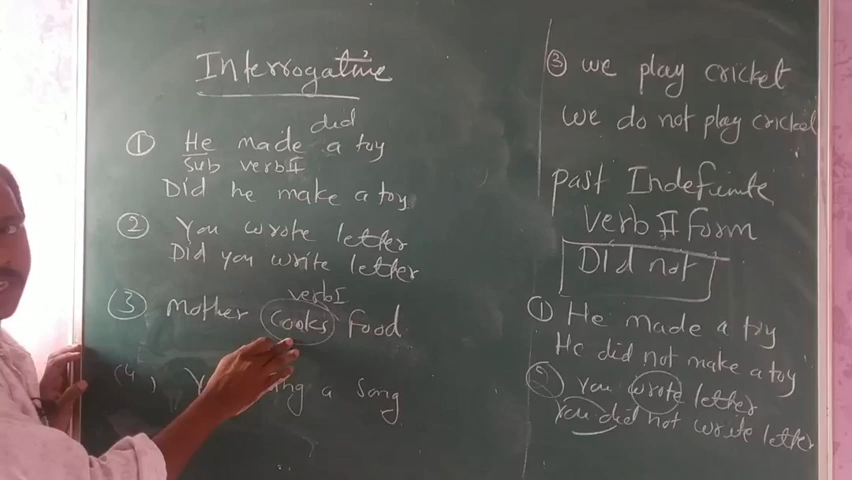 Interrogative
did
① He made a toy
sub verb II
Did he make a toy
② You wrote letter
Did you write letter
verb I
③ mother cooks food
(4) a song
③ we play cricket
we do not play cricket
past Indefinite
Verb II form
Did not
① He made a toy
He did not make a toy
② you wrote letter
you did not write letter